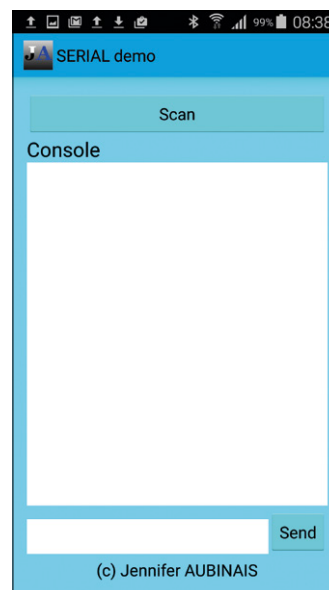 99% 08:38
JA SERIAL demo
Scan
Console
Send
(c) Jennifer AUBINAIS